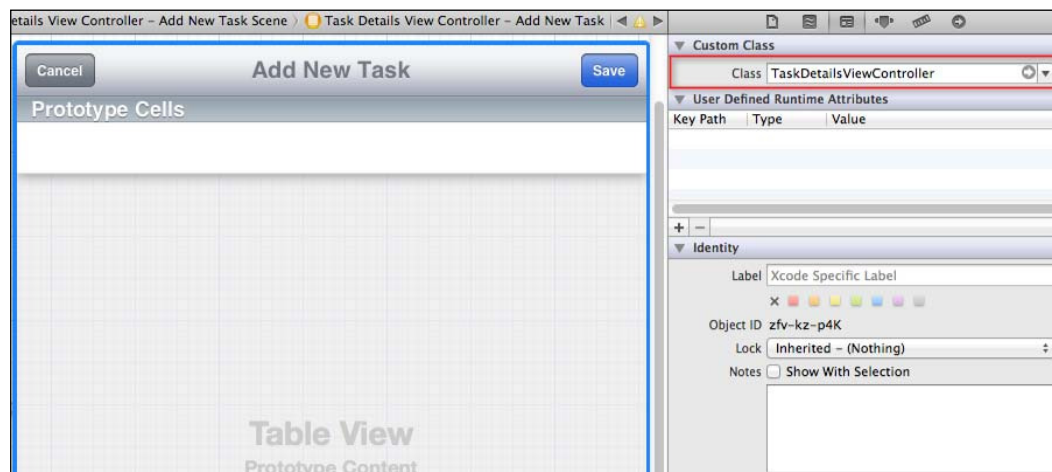 etails View Controller – Add New Task Scene
Task Details View Controller – Add New Task
Cancel
Add New Task
Save
Prototype Cells
Table View
Prototype Content
Custom Class
Class TaskDetailsViewController
User Defined Runtime Attributes
Key Path Type Value
+ –
Identity
Label Xcode Specific Label
Object ID zfv-kz-p4K
Lock Inherited – (Nothing)
Notes Show With Selection